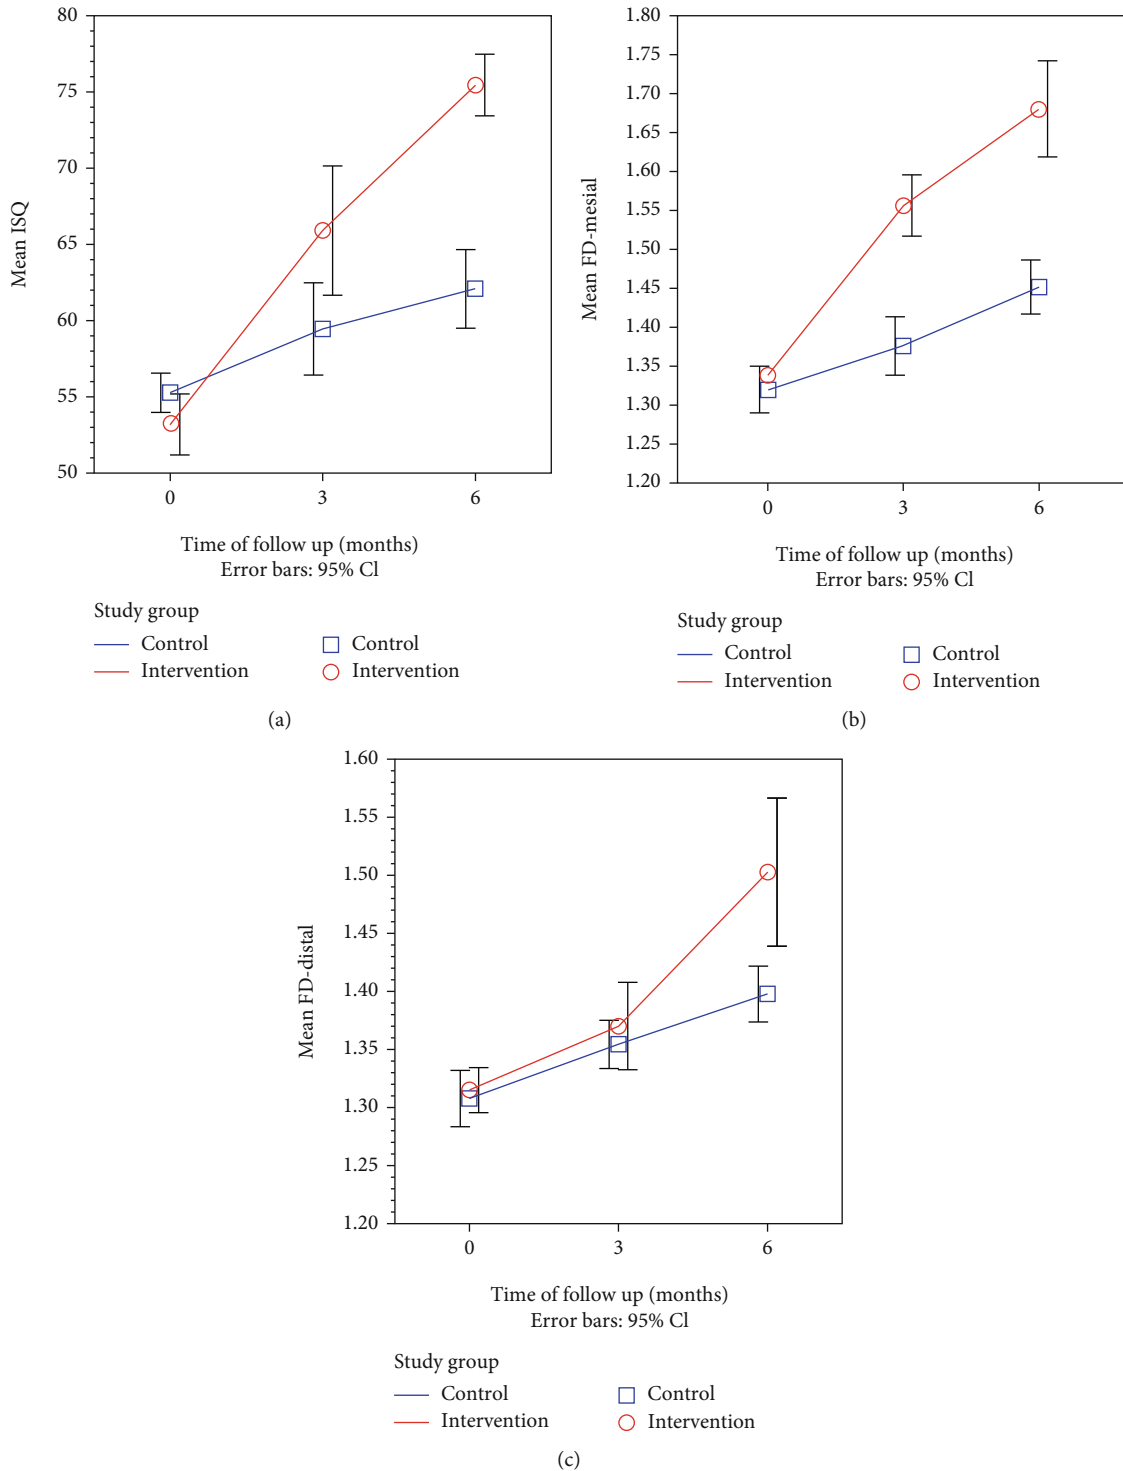 80
75
70
65
60
55
50
Mean ISQ
0 3 6
Time of follow up (months)
Error bars: 95% Cl
Study group
Control Control
Intervention Intervention
(a)
1.80
1.75
1.70
1.65
1.60
1.55
1.50
1.45
1.40
1.35
1.30
1.25
1.20
Mean FD-mesial
0 3 6
Time of follow up (months)
Error bars: 95% Cl
Study group
Control Control
Intervention Intervention
(b)
1.60
1.55
1.50
1.45
1.40
1.35
1.30
1.25
1.20
Mean FD-distal
0 3 6
Time of follow up (months)
Error bars: 95% Cl
Study group
Control Control
Intervention Intervention
(c)